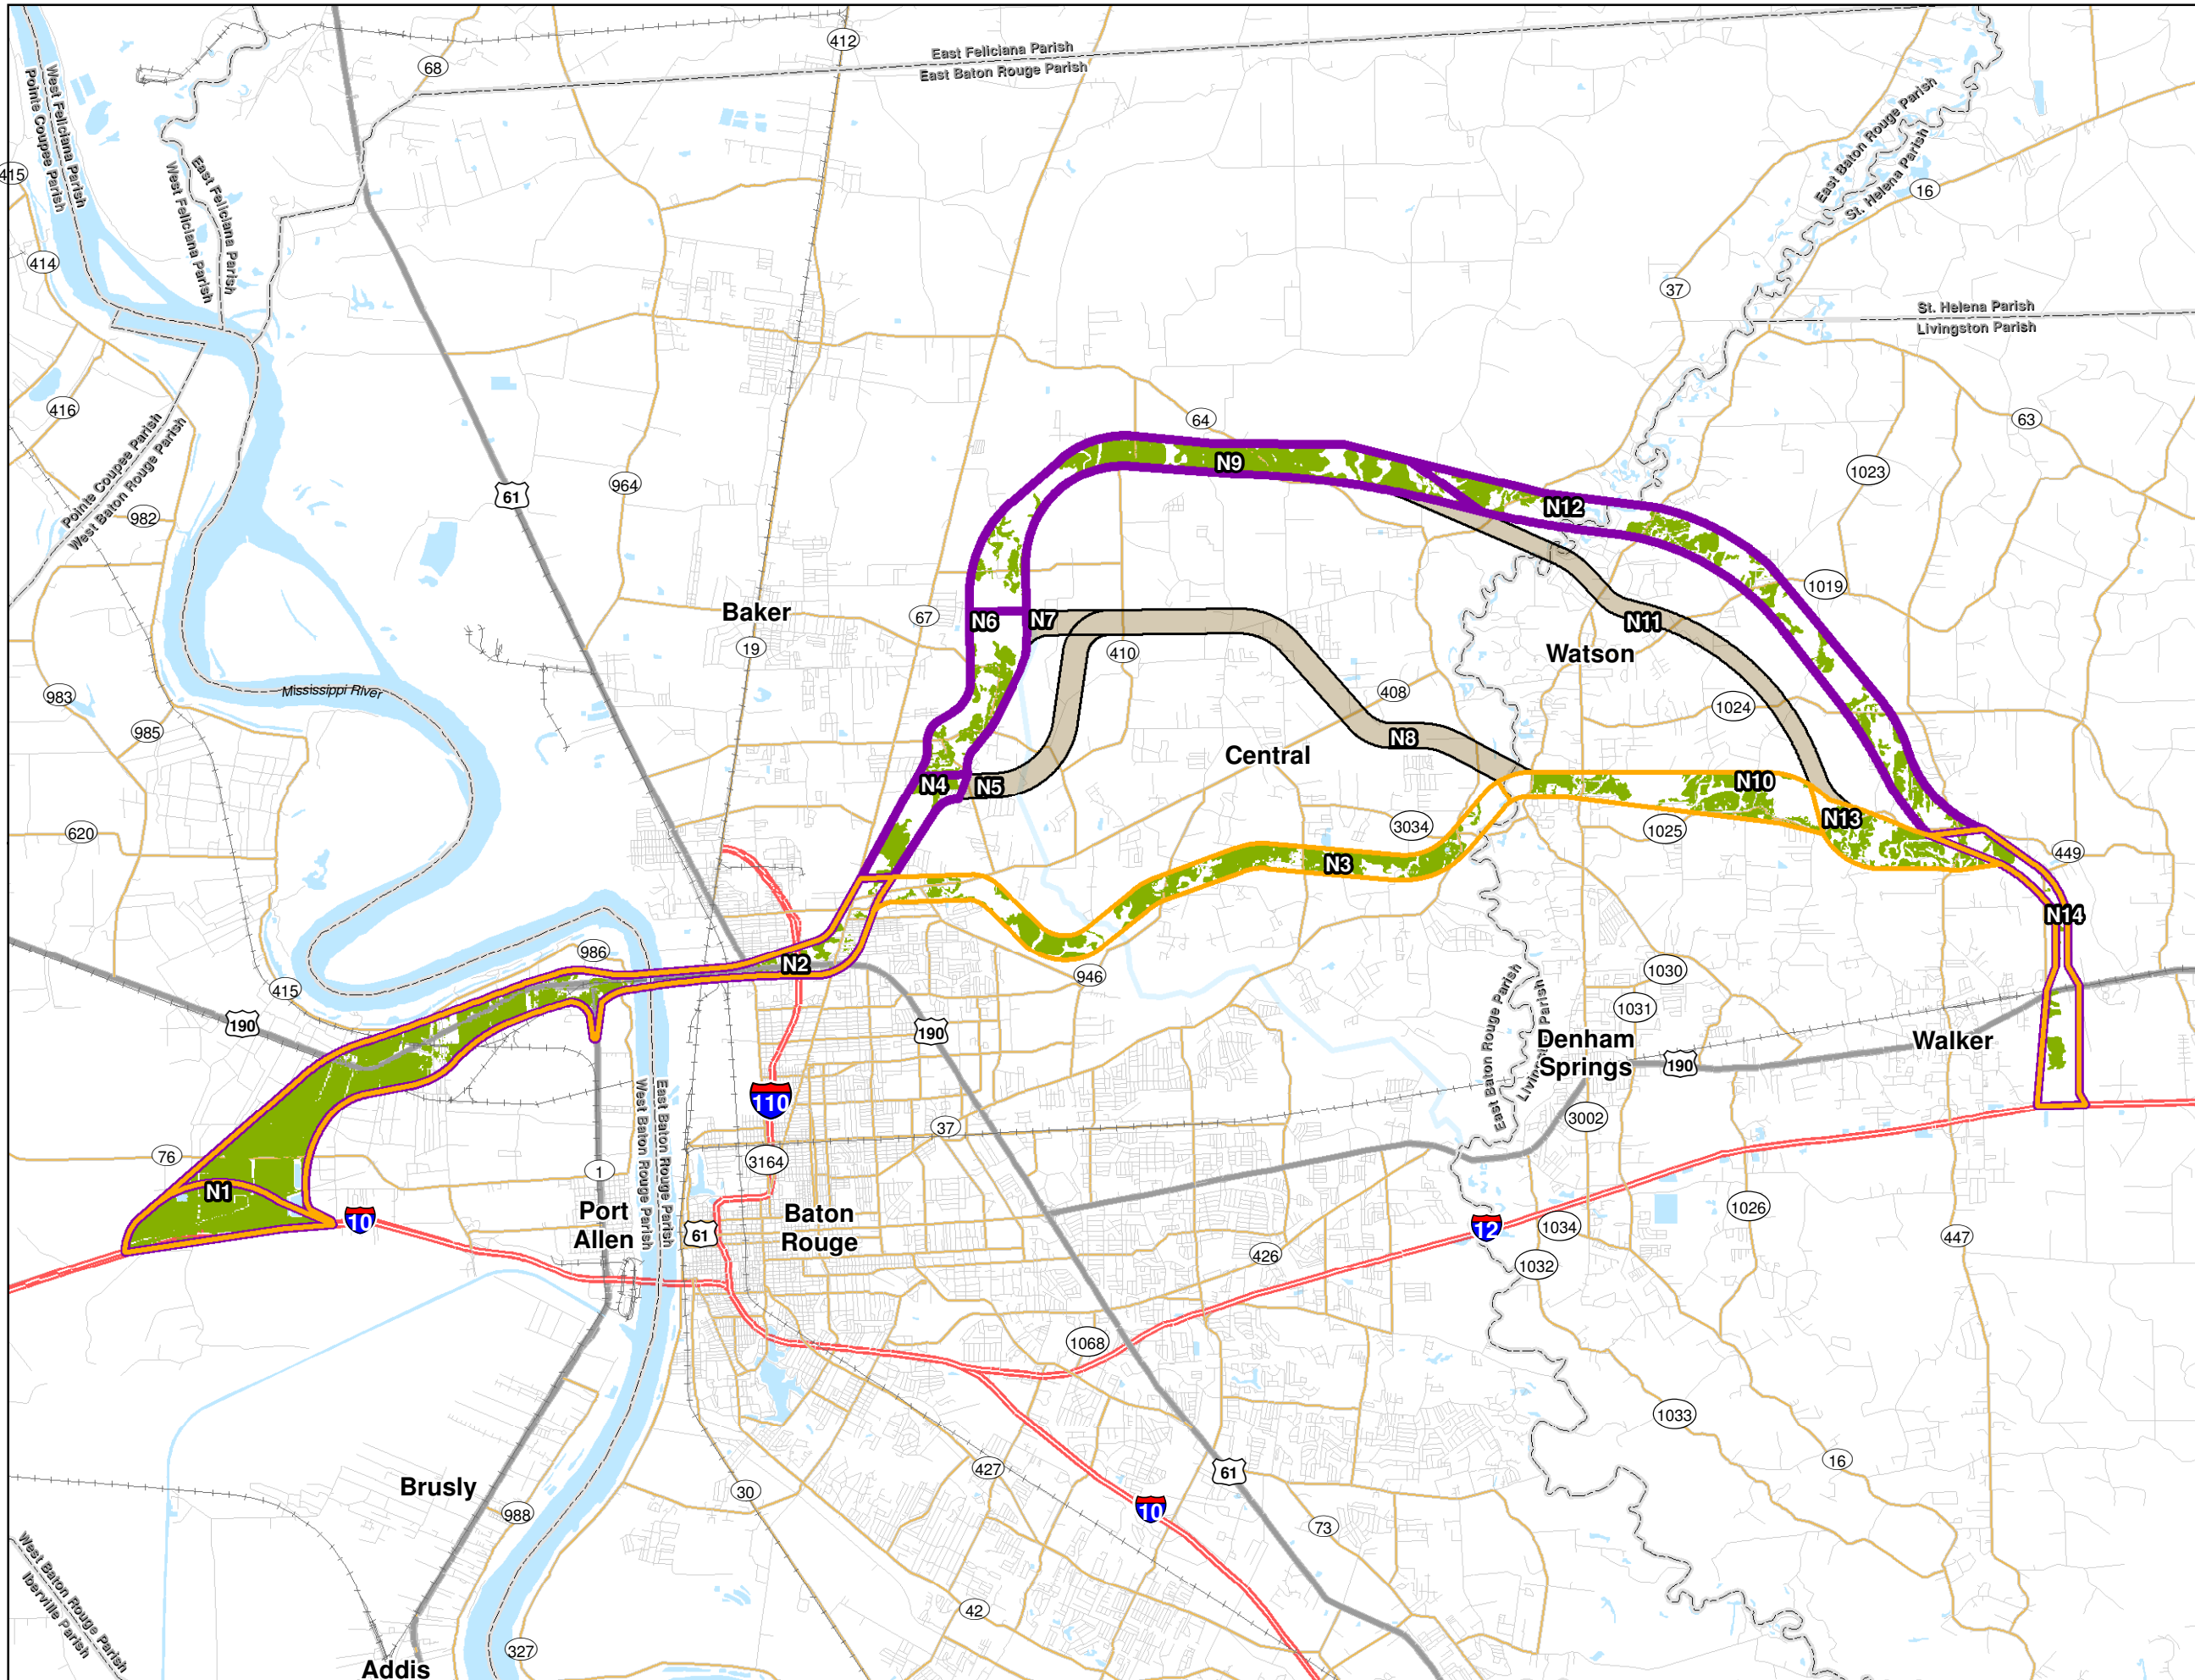 412
East Feliciana Parish
East Baton Rouge Parish
68
West Feliciana Parish
Pointe Coupee Parish
East Feliciana Parish
West Feliciana Parish
East Baton Rouge Parish
St. Helena Parish
415
16
414
37
St. Helena Parish
Livingston Parish
416
64
63
Pointe Coupee Parish
West Baton Rouge Parish
N9
1023
964
61
N12
982
1019
Baker
67
N6
N7
N11
19
410
Watson
983
Mississippi River
408
1024
985
N8
Central
N4
N5
N10
620
3034
1025
N13
449
N3
N14
986
N2
946
1030
415
1031
190
190
East Baton Rouge Parish
Livingston Parish
Denham
Springs
190
Walker
110
West Baton Rouge Parish
East Baton Rouge Parish
3002
37
76
3164
1
N1
10
Port
Allen
61
Baton
Rouge
12
1034
1026
447
426
1032
1068
1033
16
61
427
Brusly
30
988
10
73
West Baton Rouge Parish
Iberville Parish
42
327
Addis